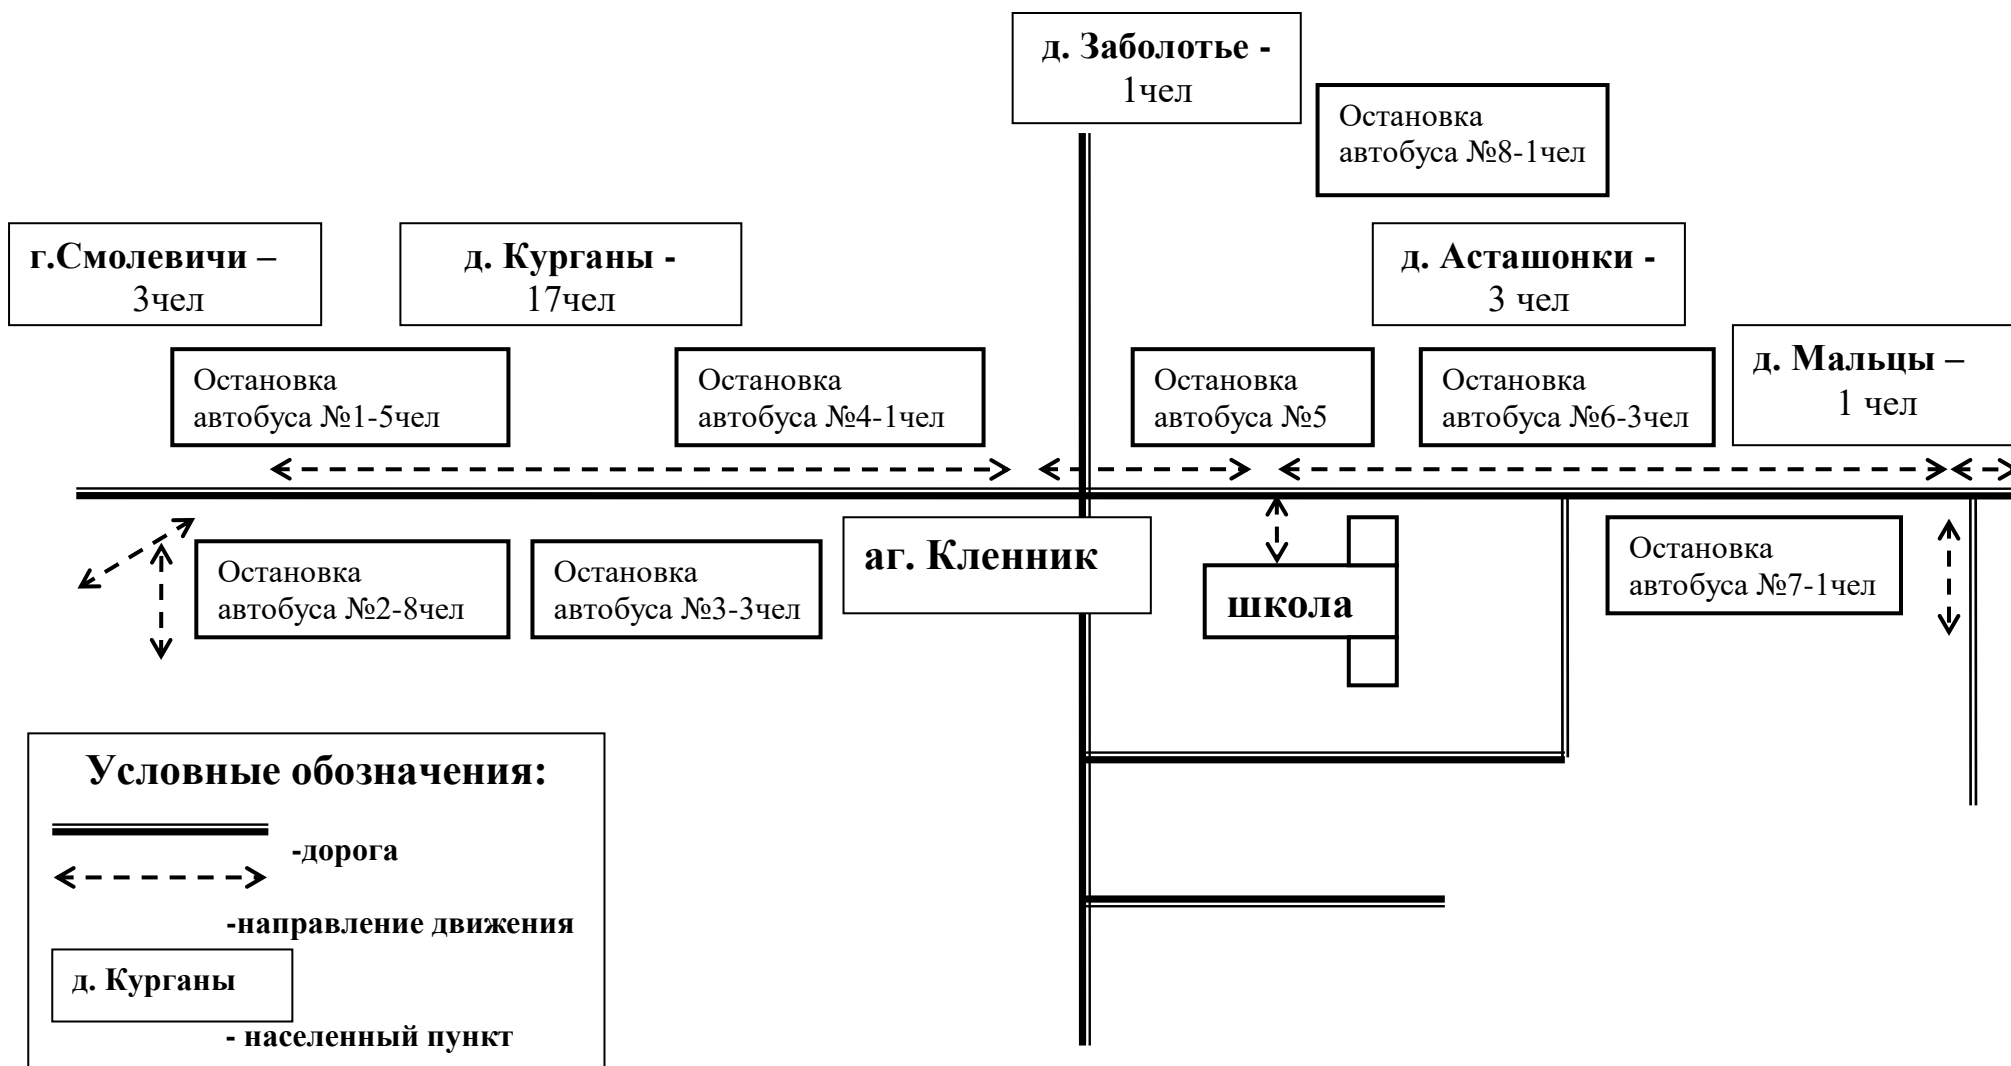 д. Заболотье -
1чел
Остановка
автобуса №8-1чел
г.Смолевичи –
3чел
д. Курганы -
17чел
д. Асташонки -
3 чел
Остановка
автобуса №1-5чел
Остановка
автобуса №4-1чел
Остановка
автобуса №5
Остановка
автобуса №6-3чел
д. Мальцы –
1 чел
Остановка
автобуса №2-8чел
Остановка
автобуса №3-3чел
аг. Кленник
школа
Остановка
автобуса №7-1чел
Условные обозначения:
-дорога
-направление движения
д. Курганы
- населенный пункт